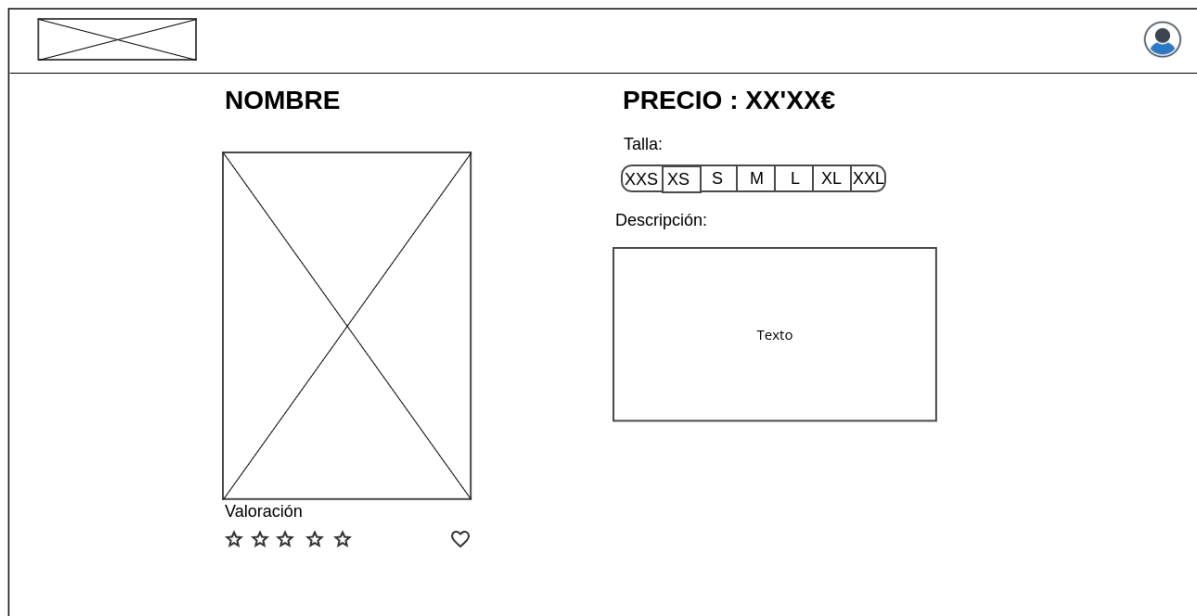 NOMBRE
PRECIO : XX'XX€
Talla:
XXS XS S M L XL XXL
Descripción:
Texto
Valoración